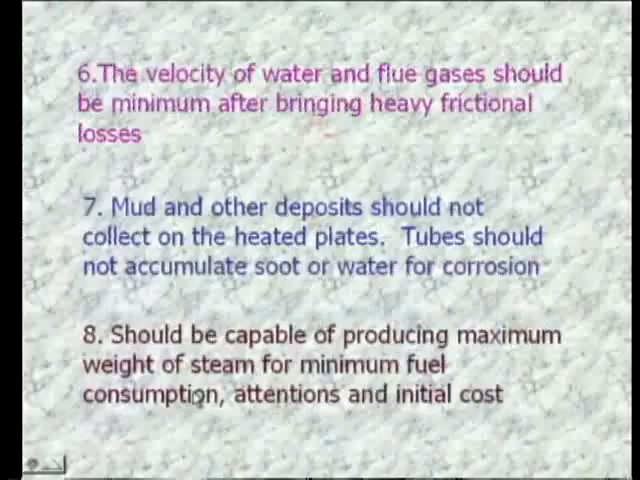 6.The velocity of water and flue gases should
be minimum after bringing heavy frictional
losses
7. Mud and other deposits should not
collect on the heated plates. Tubes should
not accumulate soot or water for corrosion
8. Should be capable of producing maximum
weight of steam for minimum fuel
consumption, attentions and initial cost